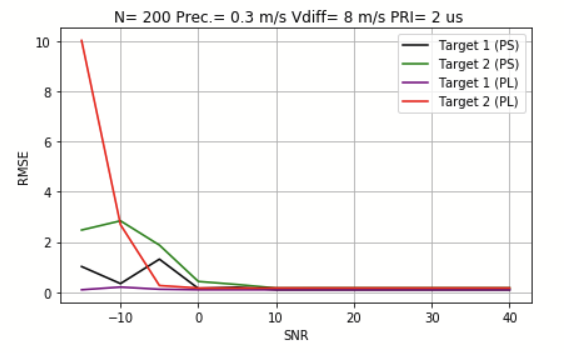 N= 200 Prec.= 0.3 m/s Vdiff= 8 m/s PRI= 2 us
10
8
6
4
2
0
RMSE
Target 1 (PS)
Target 2 (PS)
Target 1 (PL)
Target 2 (PL)
−10 0 10 20 30 40
SNR